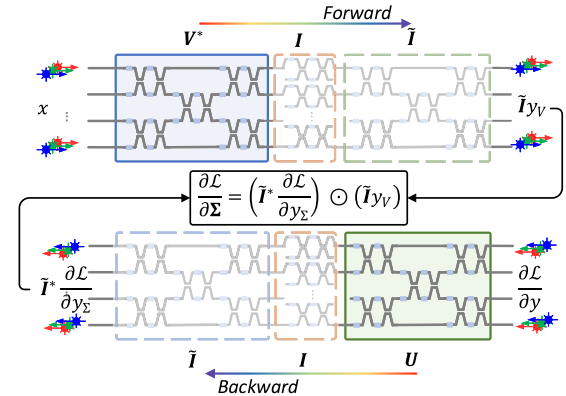 Forward
V* I Ĩ
x ⋮ Ĩy_V
∂ℒ/∂Σ = (Ĩ* ∂ℒ/∂y_Σ) ⊙ (Ĩy_V)
Ĩ* ∂ℒ/∂y_Σ ⋮ ∂ℒ/∂y
Ĩ I U
Backward